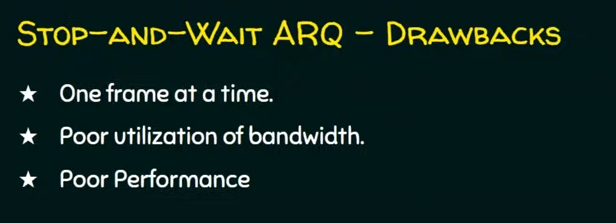 Stop-and-Wait ARQ - Drawbacks
★ One frame at a time.
★ Poor utilization of bandwidth.
★ Poor Performance